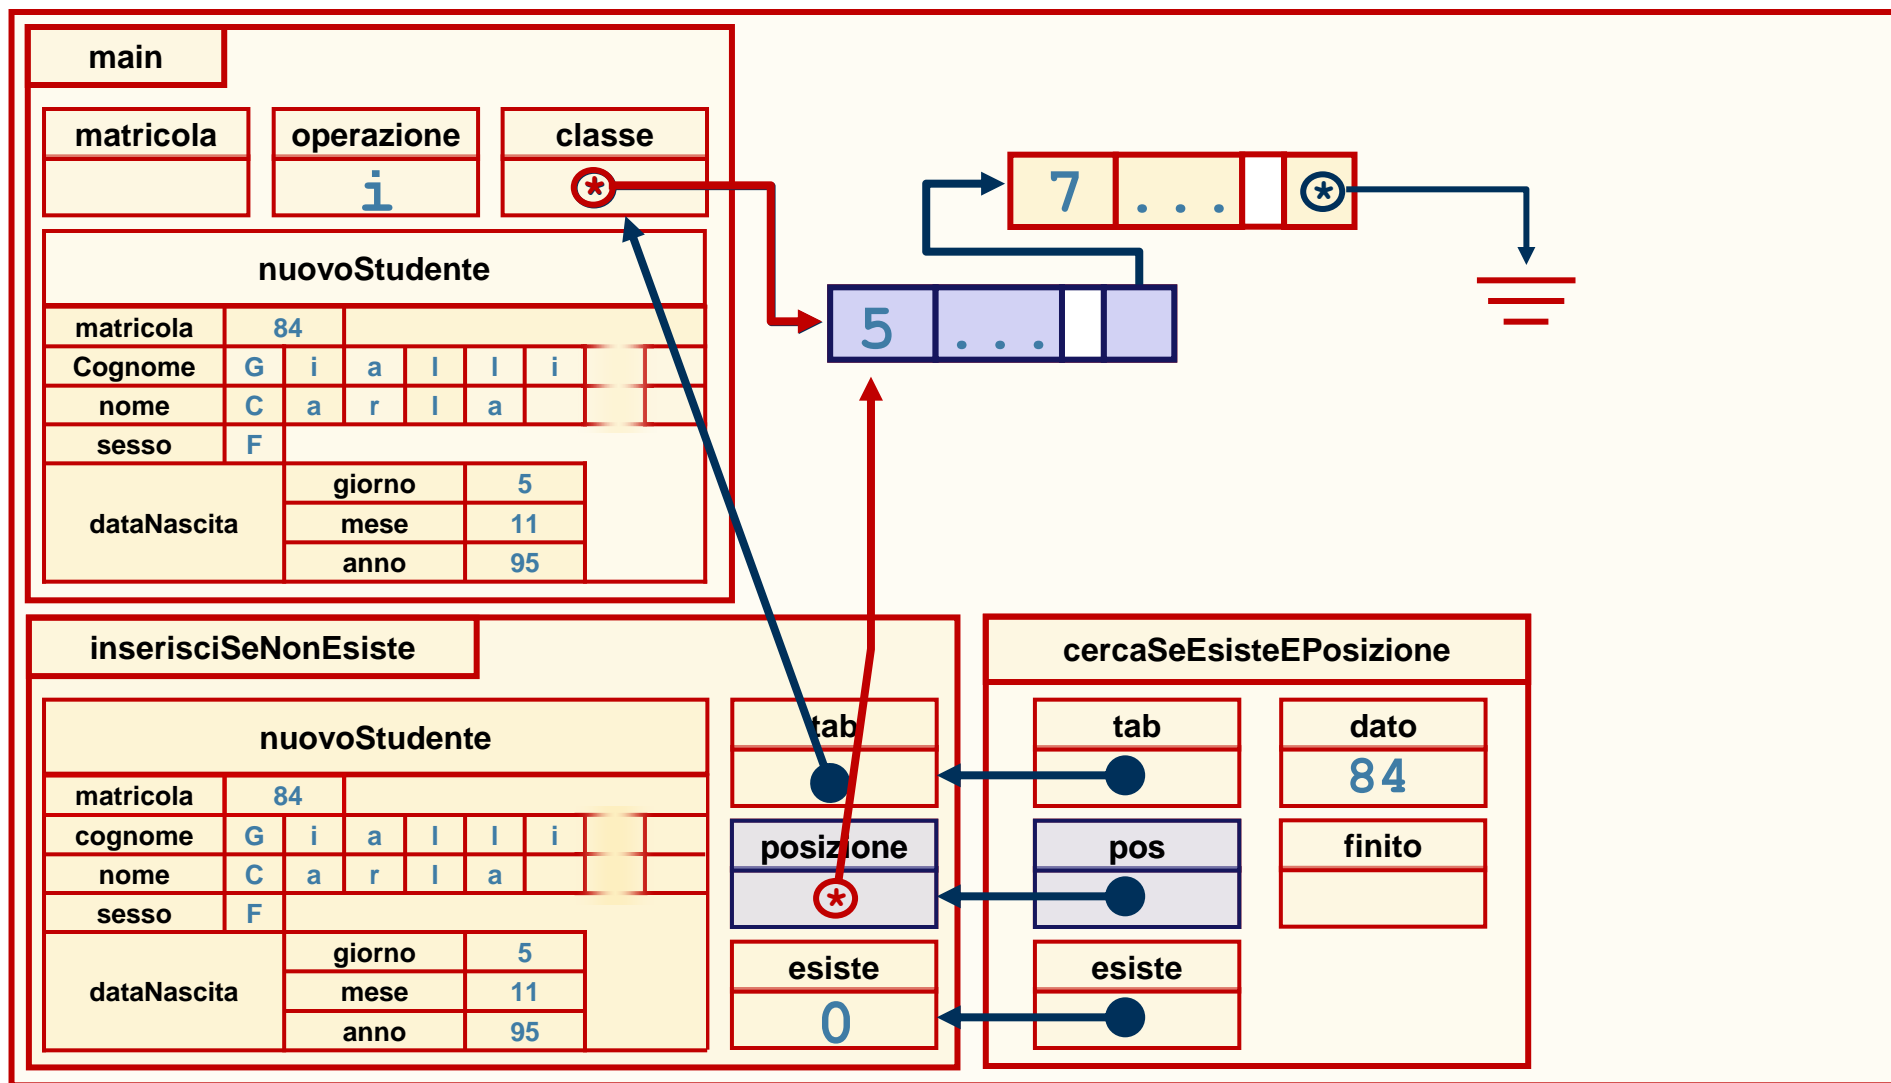 main
matricola operazione classe
i *
7 . . . *
nuovoStudente
5 . . .
matricola 84
Cognome G i a l l i
nome C a r l a
sesso F
dataNascita giorno 5
mese 11
anno 95
inserisciSeNonEsiste
nuovoStudente
matricola 84
cognome G i a l l i
nome C a r l a
sesso F
dataNascita giorno 5
mese 11
anno 95
tab
posizione
*
esiste
0
cercaSeEsisteEPosizione
tab dato
84
pos finito
esiste